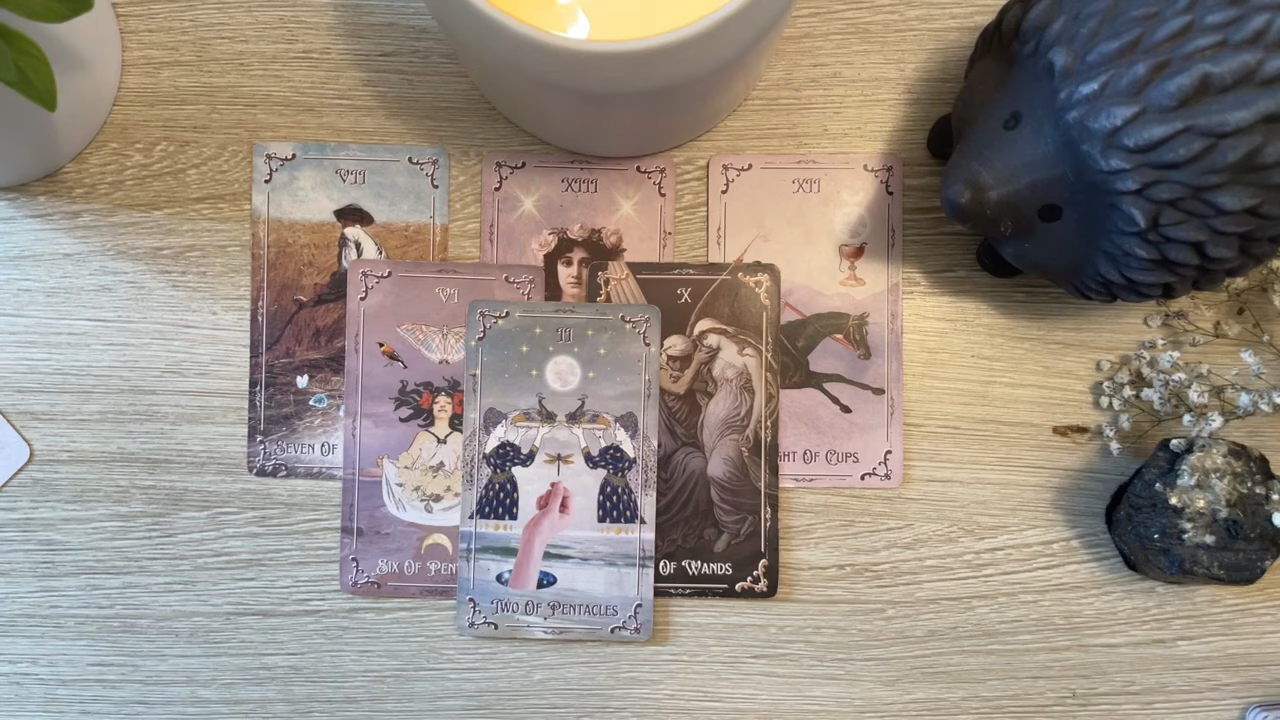 VII
XIII
XII
VI
X
II
SEVEN OF
GHT OF CUPS
SIX OF PEN
OF WANDS
TWO OF PENTACLES